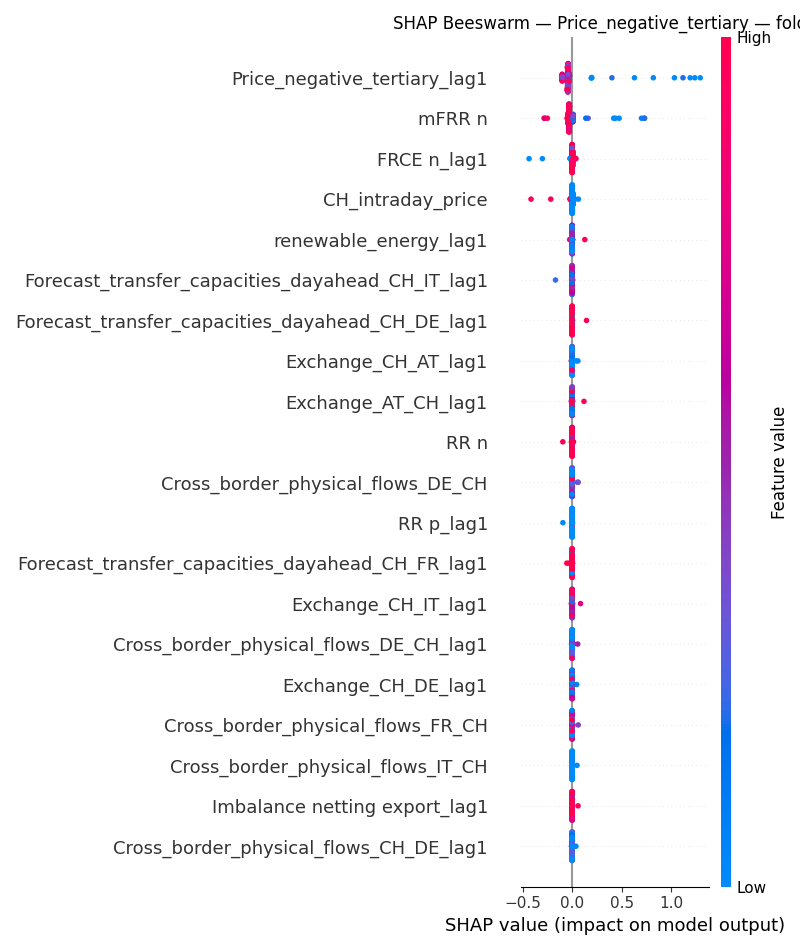 SHAP Beeswarm — Price_negative_tertiary — fol
High
Price_negative_tertiary_lag1
mFRR n
FRCE n_lag1
CH_intraday_price
renewable_energy_lag1
Forecast_transfer_capacities_dayahead_CH_IT_lag1
Forecast_transfer_capacities_dayahead_CH_DE_lag1
Exchange_CH_AT_lag1
Exchange_AT_CH_lag1
RR n
Cross_border_physical_flows_DE_CH
RR p_lag1
Forecast_transfer_capacities_dayahead_CH_FR_lag1
Exchange_CH_IT_lag1
Cross_border_physical_flows_DE_CH_lag1
Exchange_CH_DE_lag1
Cross_border_physical_flows_FR_CH
Cross_border_physical_flows_IT_CH
Imbalance netting export_lag1
Cross_border_physical_flows_CH_DE_lag1
Feature value
Low
−0.5 0.0 0.5 1.0
SHAP value (impact on model output)